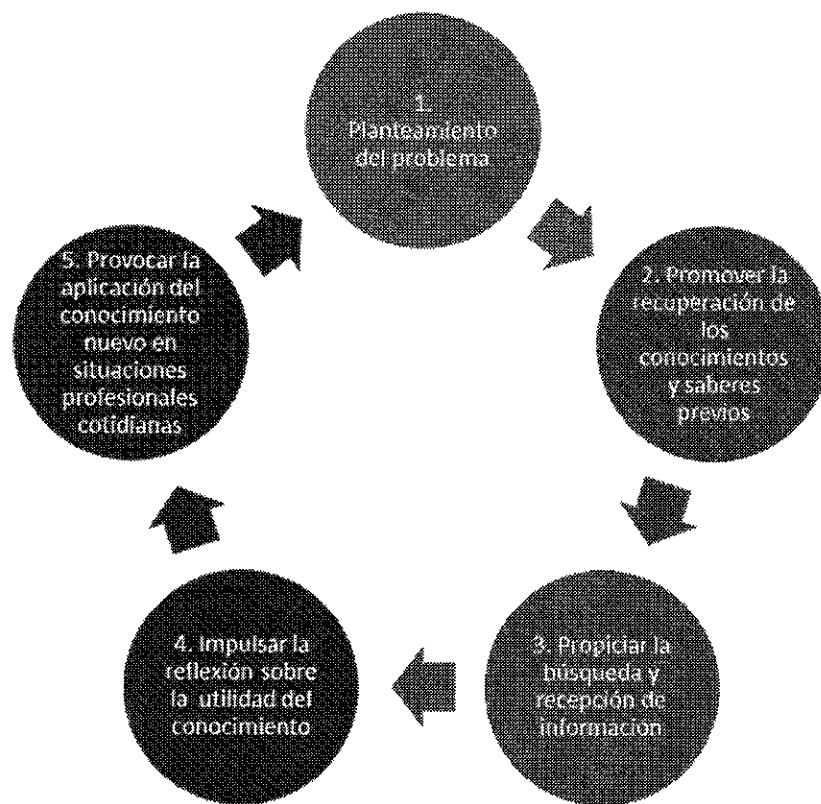 1.
Planteamiento
del problema
2. Promover la
recuperación de
los
conocimientos
y saberes
previos
3. Propiciar la
búsqueda y
recepción de
información
4. Impulsar la
reflexión sobre
la utilidad del
conocimiento
5. Provocar la
aplicación del
conocimiento
nuevo en
situaciones
profesionales
cotidianas